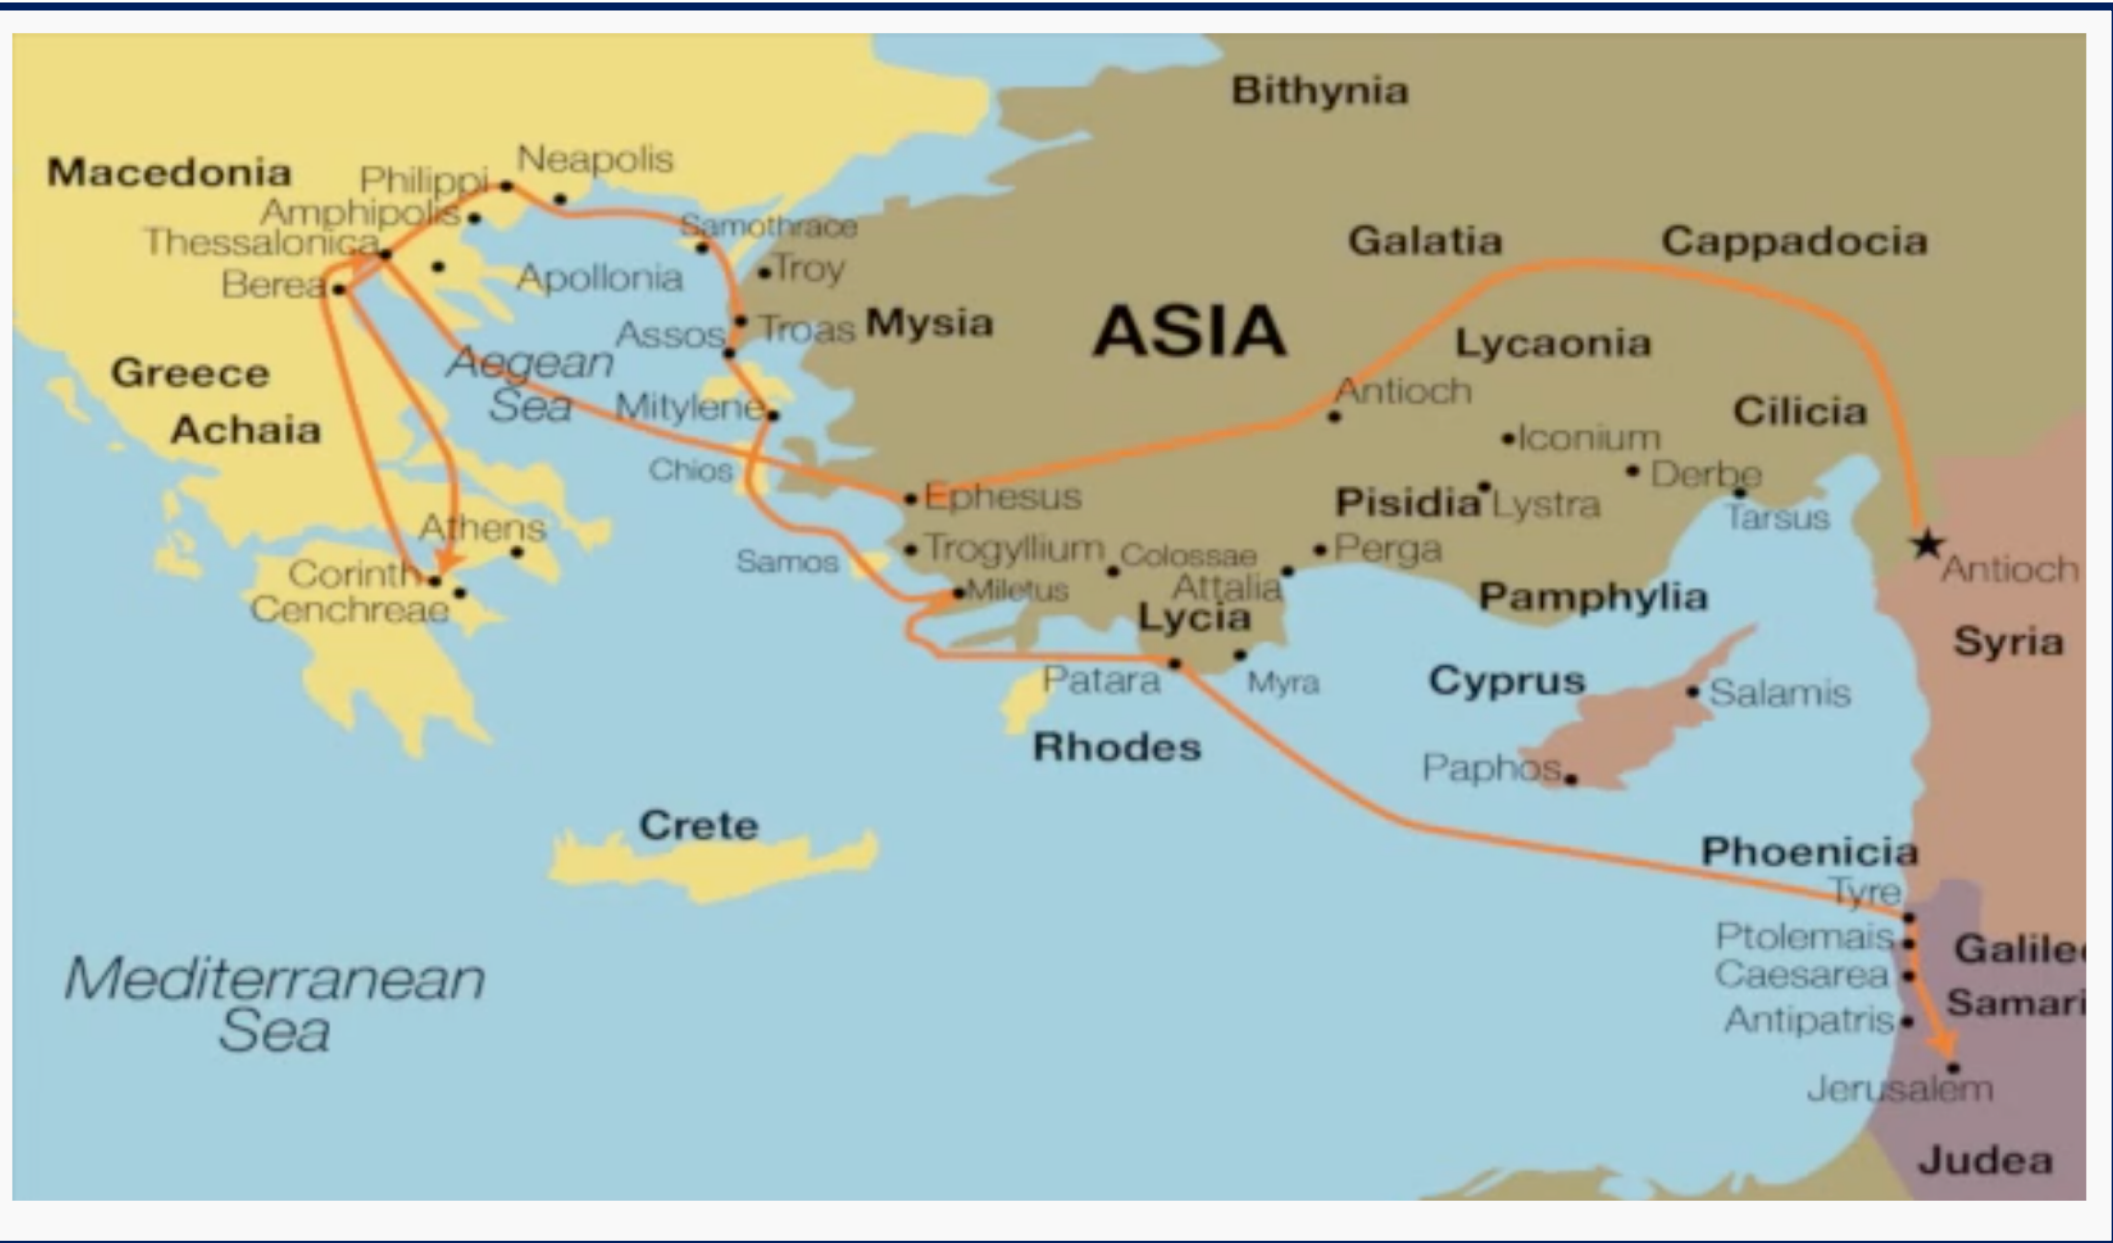 Bithynia
Neapolis
Macedonia
Philippi
Amphipolis
Samothrace
Thessalonica
Galatia
Cappadocia
Berea
Apollonia
Troy
Assos
Troas
Mysia
ASIA
Lycaonia
Aegean
Sea
Greece
Mitylene
Antioch
Cilicia
Achaia
Chios
Iconium
Derbe
Ephesus
Pisidia
Lystra
Tarsus
Athens
Trogyllium
Colossae
Perga
Samos
Corinth
Miletus
Attalia
Antioch
Cenchreae
Lycia
Pamphylia
Syria
Patara
Myra
Cyprus
Salamis
Rhodes
Paphos
Crete
Phoenicia
Tyre
Ptolemais
Galile
Caesarea
Samari
Mediterranean
Sea
Antipatris
Jerusalem
Judea